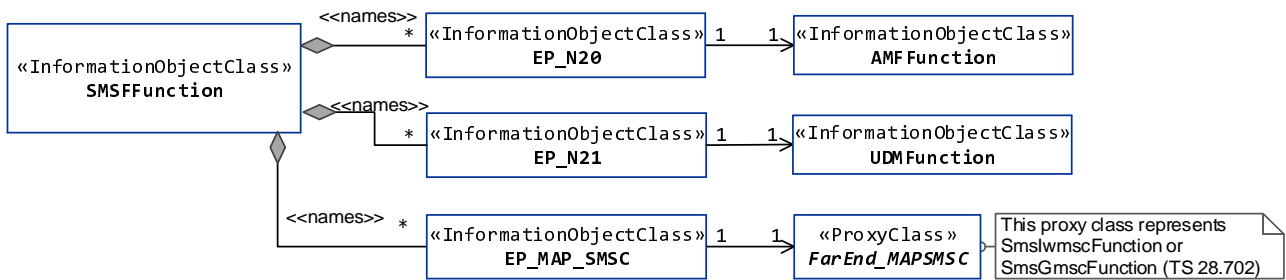 <<names>>
*
«InformationObjectClass»
EP_N20
1
1
«InformationObjectClass»
AMFFunction
«InformationObjectClass»
SMSFFunction
<<names>>
*
«InformationObjectClass»
EP_N21
1
1
«InformationObjectClass»
UDMFunction
<<names>>
*
«InformationObjectClass»
EP_MAP_SMSC
1
1
«ProxyClass»
FarEnd_MAPSMSC
This proxy class represents
SmsIwmscFunction or
SmsGmscFunction (TS 28.702)